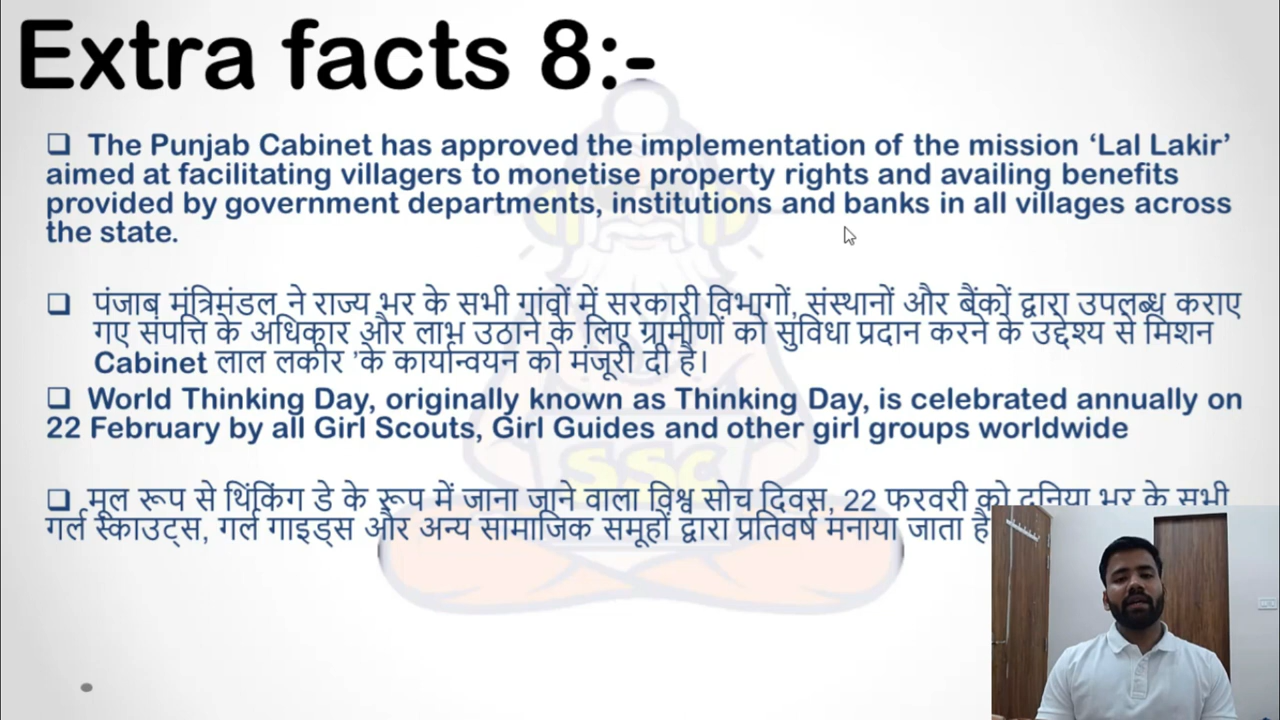 Extra facts 8:-
❑ The Punjab Cabinet has approved the implementation of the mission ‘Lal Lakir’
aimed at facilitating villagers to monetise property rights and availing benefits
provided by government departments, institutions and banks in all villages across
the state.
❑ पंजाब मंत्रिमंडल ने राज्य भर के सभी गांवों में सरकारी विभागों, संस्थानों और बैंकों द्वारा उपलब्ध कराए
गए संपत्ति के अधिकार और लाभ उठाने के लिए ग्रामीणों को सुविधा प्रदान करने के उद्देश्य से मिशन
Cabinet लाल लकीर ’के कार्यान्वयन को मंजूरी दी है।
❑ World Thinking Day, originally known as Thinking Day, is celebrated annually on
22 February by all Girl Scouts, Girl Guides and other girl groups worldwide
SSC
❑ मूल रूप से थिंकिंग डे के रूप में जाना जाने वाला विश्व सोच दिवस, 22 फरवरी को दुनिया भर के सभी
गर्ल स्काउट्स, गर्ल गाइड्स और अन्य सामाजिक समूहों द्वारा प्रतिवर्ष मनाया जाता है